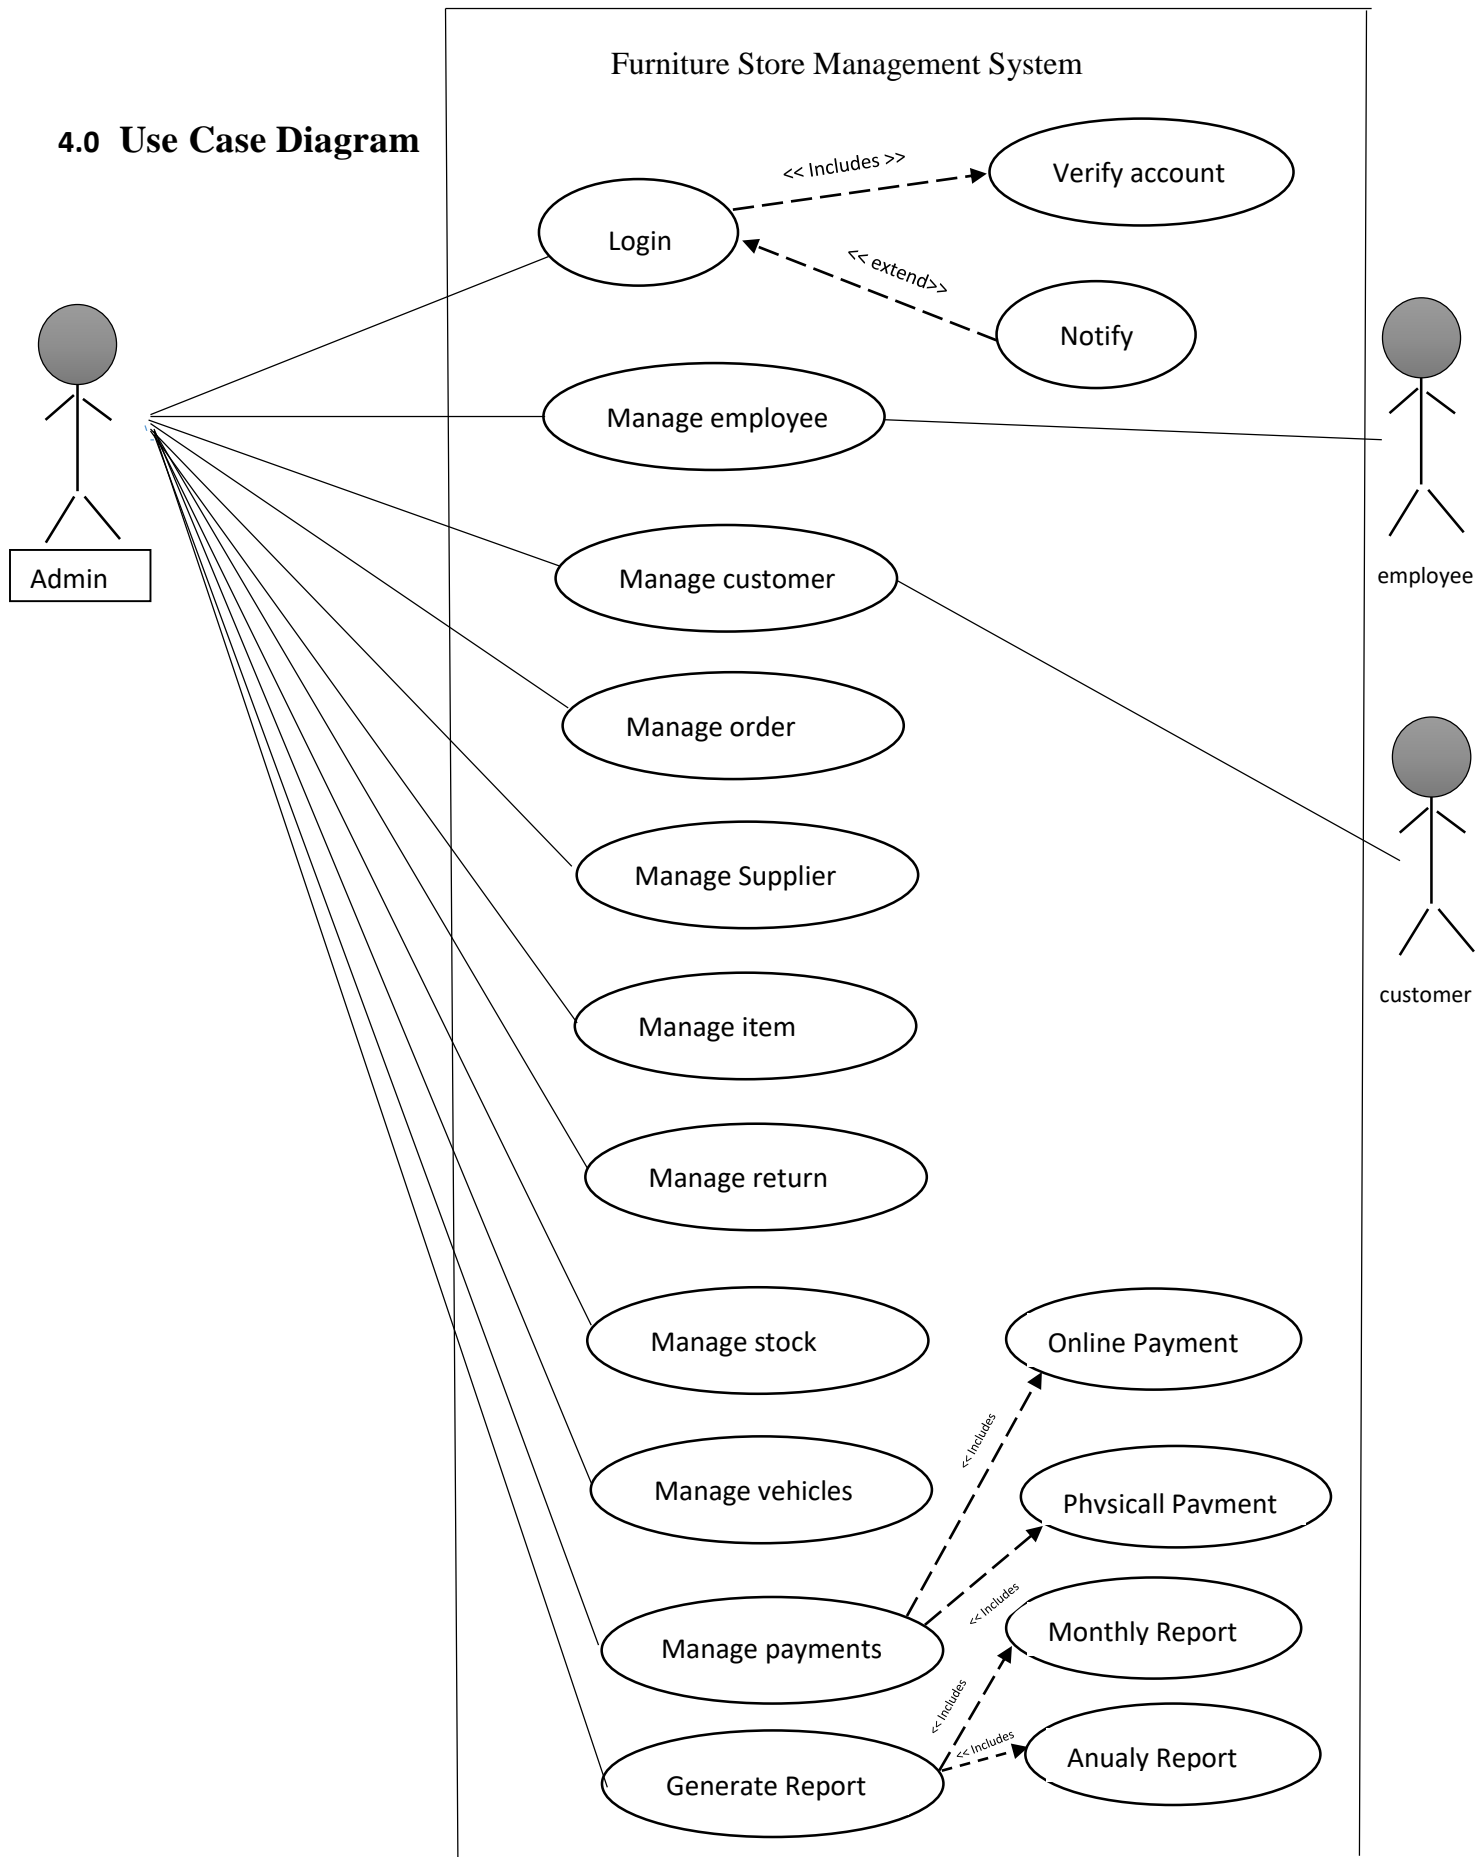 Furniture Store Management System
4.0 Use Case Diagram
<< Includes >>
Verify account
Login
<< extend>>
Notify
Manage employee
Admin
Manage customer
employee
Manage order
Manage Supplier
customer
Manage item
Manage return
Manage stock
Online Payment
<< Includes
Manage vehicles
Physicall Payment
<< Includes
Manage payments
Monthly Report
<< Includes
<< Includes
Anualy Report
Generate Report